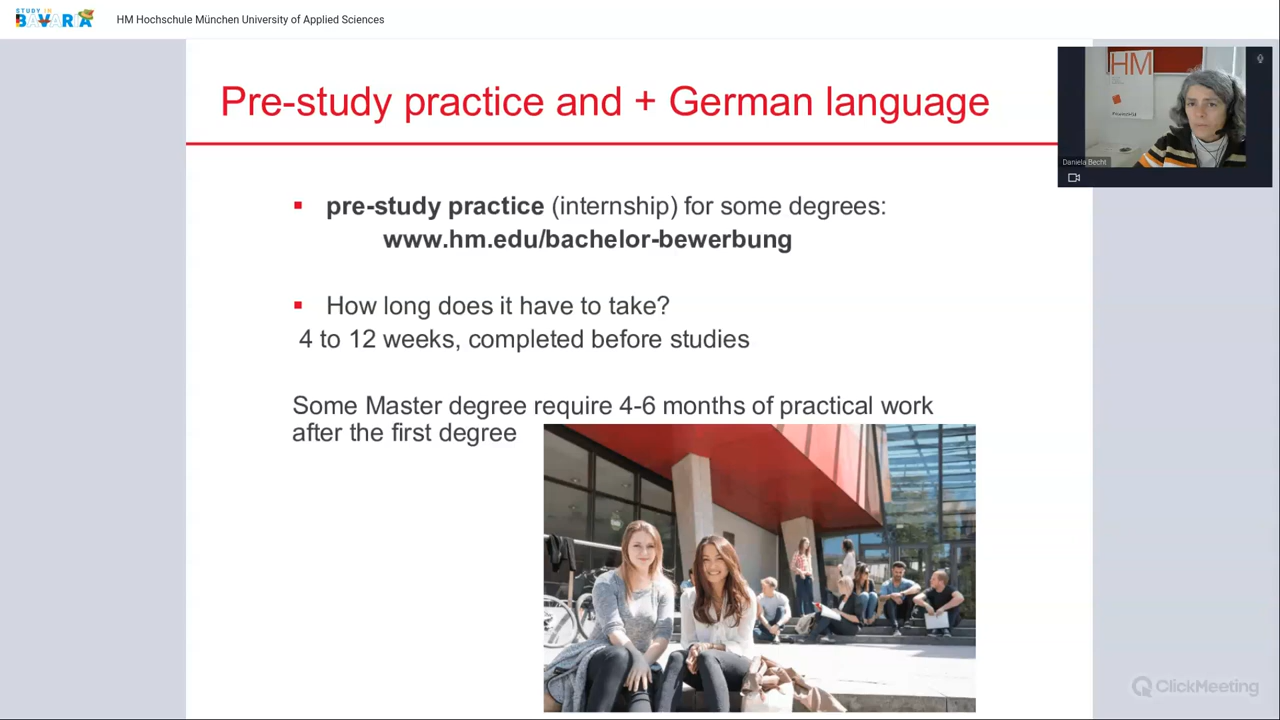 STUDY IN
BAVARIA
HM Hochschule München University of Applied Sciences
Pre-study practice and + German language
HM
Daniela Becht
▪ pre-study practice (internship) for some degrees:
www.hm.edu/bachelor-bewerbung
▪ How long does it have to take?
4 to 12 weeks, completed before studies
Some Master degree require 4-6 months of practical work
after the first degree
ClickMeeting